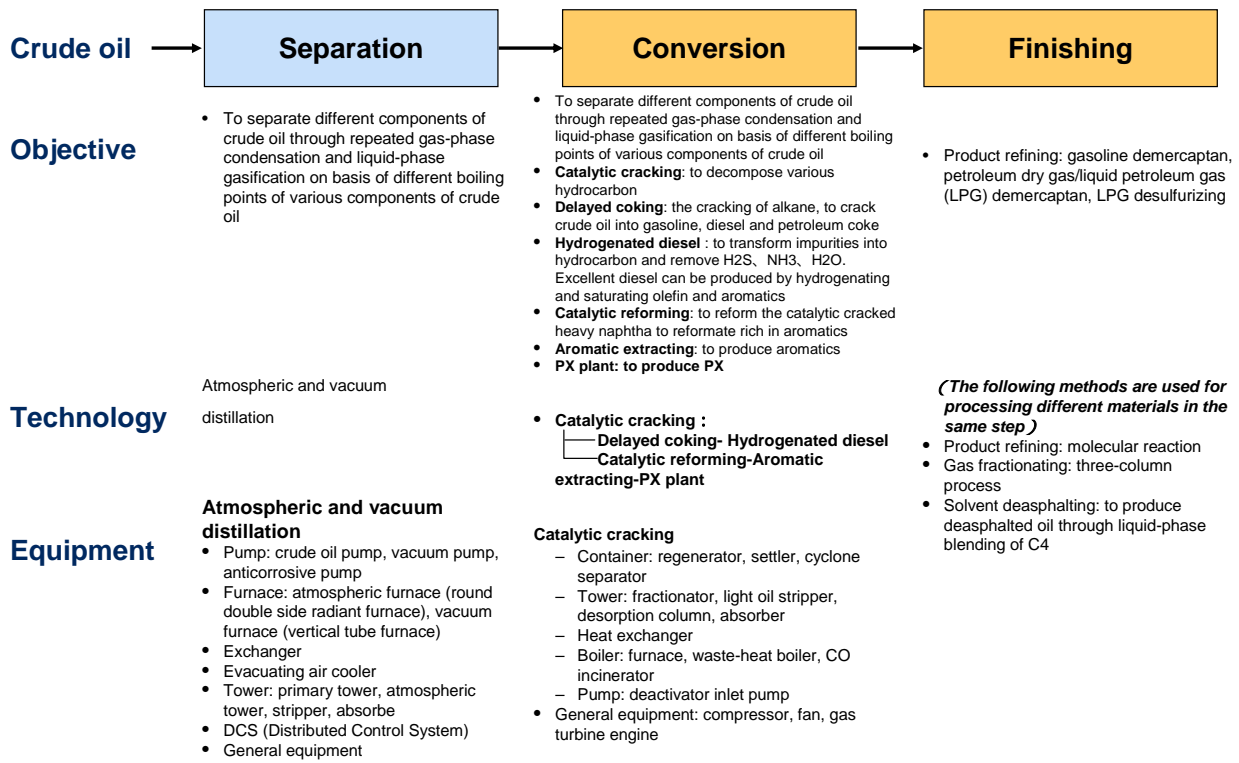 Crude oil
Separation
Conversion
Finishing
Objective
• To separate different components of
crude oil through repeated gas-phase
condensation and liquid-phase
gasification on basis of different boiling
points of various components of crude
oil
• To separate different components of crude oil
through repeated gas-phase condensation and
liquid-phase gasification on basis of different boiling
points of various components of crude oil
• Catalytic cracking: to decompose various
hydrocarbon
• Delayed coking: the cracking of alkane, to crack
crude oil into gasoline, diesel and petroleum coke
• Hydrogenated diesel : to transform impurities into
hydrocarbon and remove H2S、NH3、H2O.
Excellent diesel can be produced by hydrogenating
and saturating olefin and aromatics
• Catalytic reforming: to reform the catalytic cracked
heavy naphtha to reformate rich in aromatics
• Aromatic extracting: to produce aromatics
• PX plant: to produce PX
• Product refining: gasoline demercaptan,
petroleum dry gas/liquid petroleum gas
(LPG) demercaptan, LPG desulfurizing
Technology
Atmospheric and vacuum
distillation
• Catalytic cracking：
Delayed coking- Hydrogenated diesel
Catalytic reforming-Aromatic
extracting-PX plant
（The following methods are used for
processing different materials in the
same step）
• Product refining: molecular reaction
• Gas fractionating: three-column
process
• Solvent deasphalting: to produce
deasphalted oil through liquid-phase
blending of C4
Equipment
Atmospheric and vacuum
distillation
• Pump: crude oil pump, vacuum pump,
anticorrosive pump
• Furnace: atmospheric furnace (round
double side radiant furnace), vacuum
furnace (vertical tube furnace)
• Exchanger
• Evacuating air cooler
• Tower: primary tower, atmospheric
tower, stripper, absorbe
• DCS (Distributed Control System)
• General equipment
Catalytic cracking
– Container: regenerator, settler, cyclone
separator
– Tower: fractionator, light oil stripper,
desorption column, absorber
– Heat exchanger
– Boiler: furnace, waste-heat boiler, CO
incinerator
– Pump: deactivator inlet pump
• General equipment: compressor, fan, gas
turbine engine